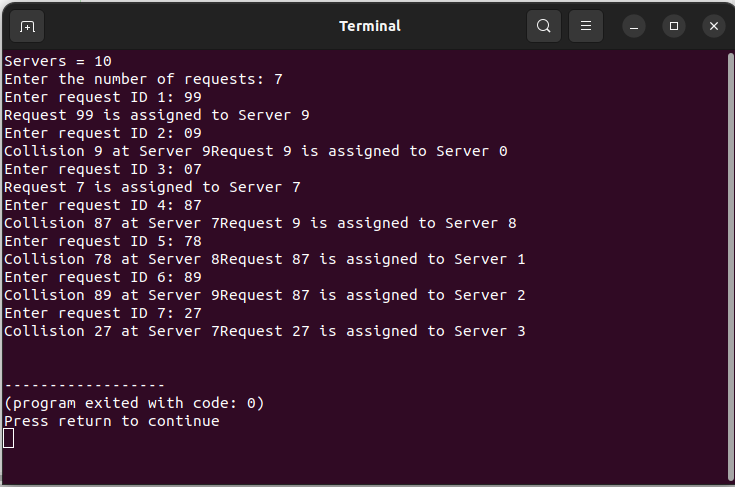 Terminal
Servers = 10
Enter the number of requests: 7
Enter request ID 1: 99
Request 99 is assigned to Server 9
Enter request ID 2: 09
Collision 9 at Server 9Request 9 is assigned to Server 0
Enter request ID 3: 07
Request 7 is assigned to Server 7
Enter request ID 4: 87
Collision 87 at Server 7Request 9 is assigned to Server 8
Enter request ID 5: 78
Collision 78 at Server 8Request 87 is assigned to Server 1
Enter request ID 6: 89
Collision 89 at Server 9Request 87 is assigned to Server 2
Enter request ID 7: 27
Collision 27 at Server 7Request 27 is assigned to Server 3
------------------
(program exited with code: 0)
Press return to continue